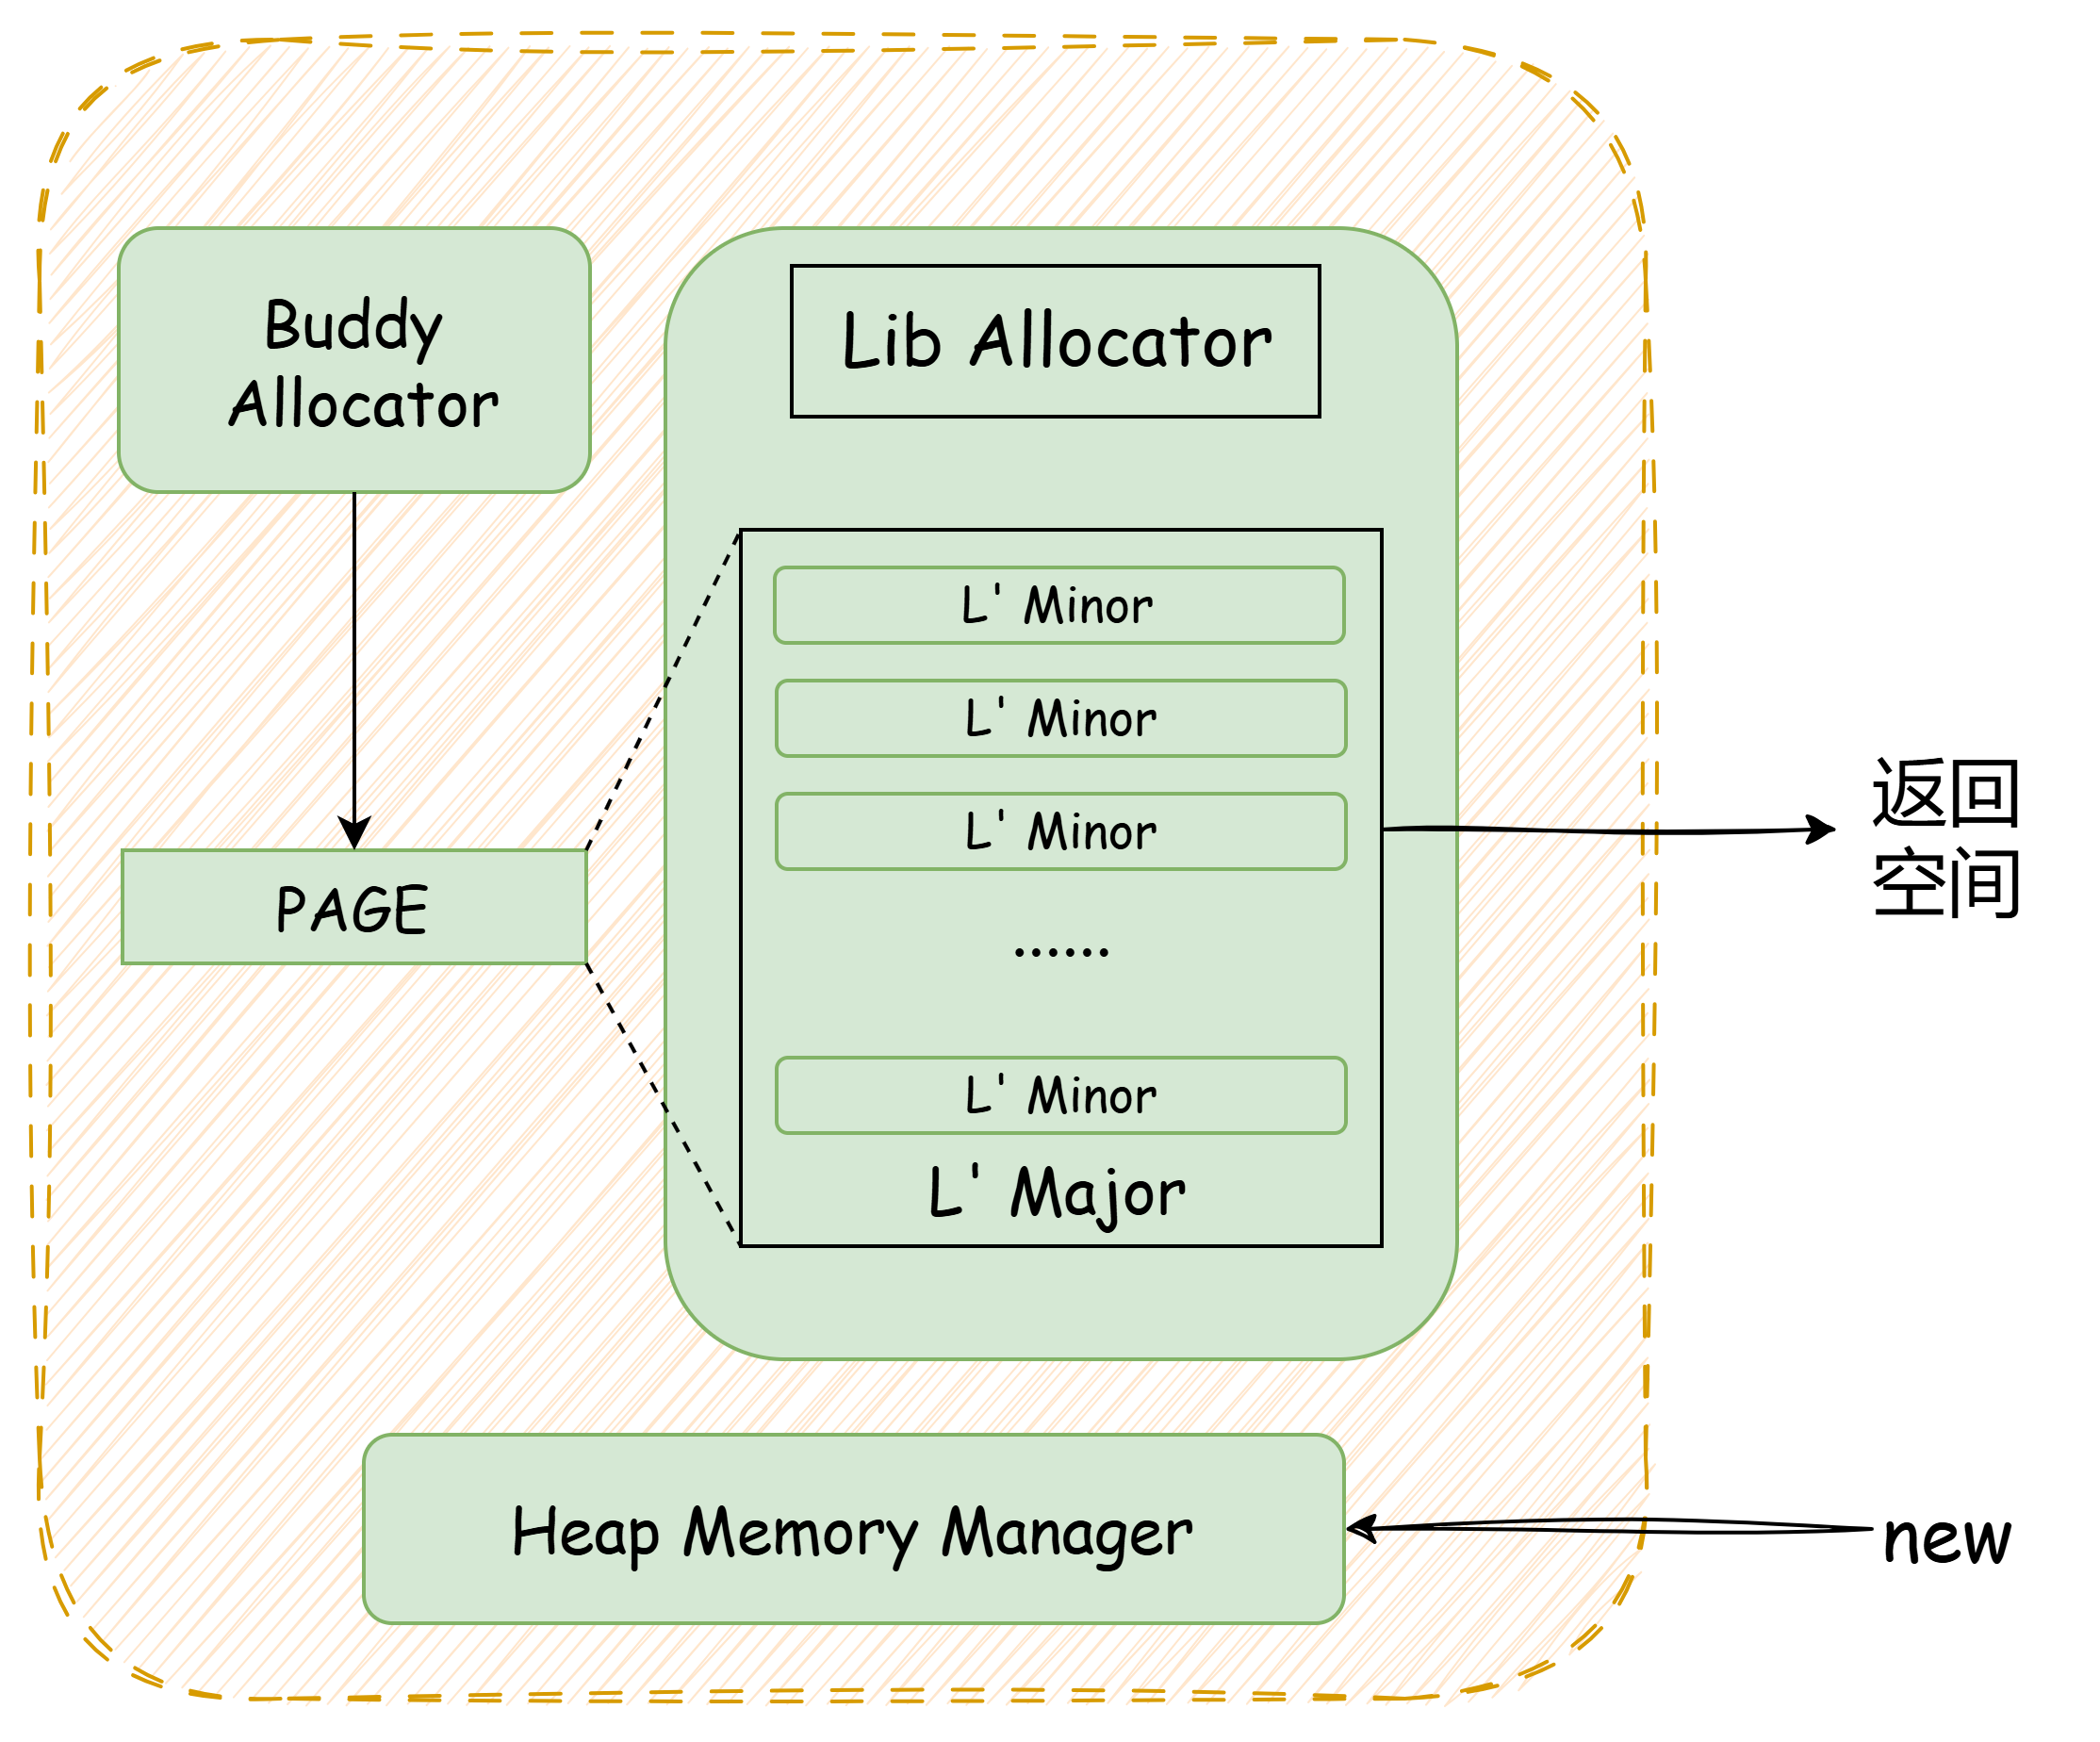 Buddy
Allocator
Lib Allocator
L' Minor
L' Minor
L' Minor
......
L' Minor
L' Major
PAGE
返回
空间
Heap Memory Manager
new